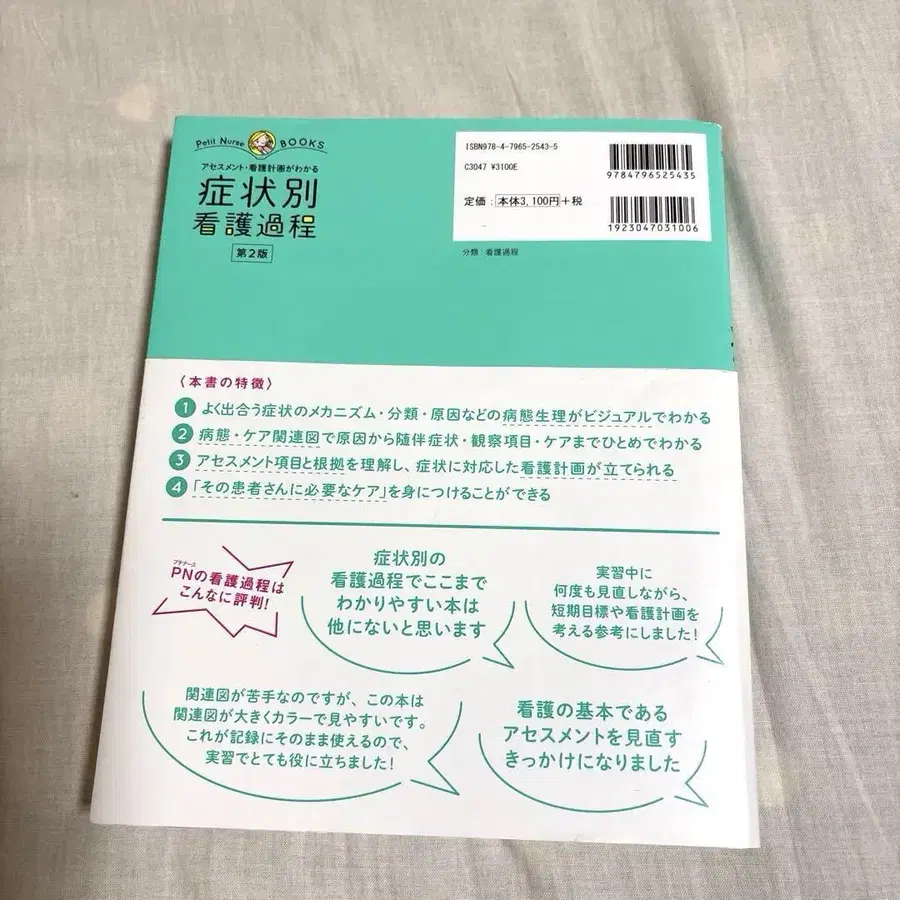 Petit Nurse BOOKS
アセスメント・看護計画がわかる
症状別
看護過程
第2版
ISBN978-4-7965-2543-5
C3047 ¥3100E
定価：本体3,100円＋税
9784796525435
1923047031006
分類：看護過程
〈本書の特徴〉
1 よく出合う症状のメカニズム・分類・原因などの病態生理がビジュアルでわかる
2 病態・ケア関連図で原因から随伴症状・観察項目・ケアまでひとめでわかる
3 アセスメント項目と根拠を理解し、症状に対応した看護計画が立てられる
4 「その患者さんに必要なケア」を身につけることができる
プチナース
PNの看護過程は
こんなに評判！
症状別の
看護過程でここまで
わかりやすい本は
他にないと思います
実習中に
何度も見直しながら、
短期目標や看護計画を
考える参考にしました！
関連図が苦手なのですが、この本は
関連図が大きくカラーで見やすいです。
これが記録にそのまま使えるので、
実習でとても役に立ちました！
看護の基本である
アセスメントを見直す
きっかけになりました